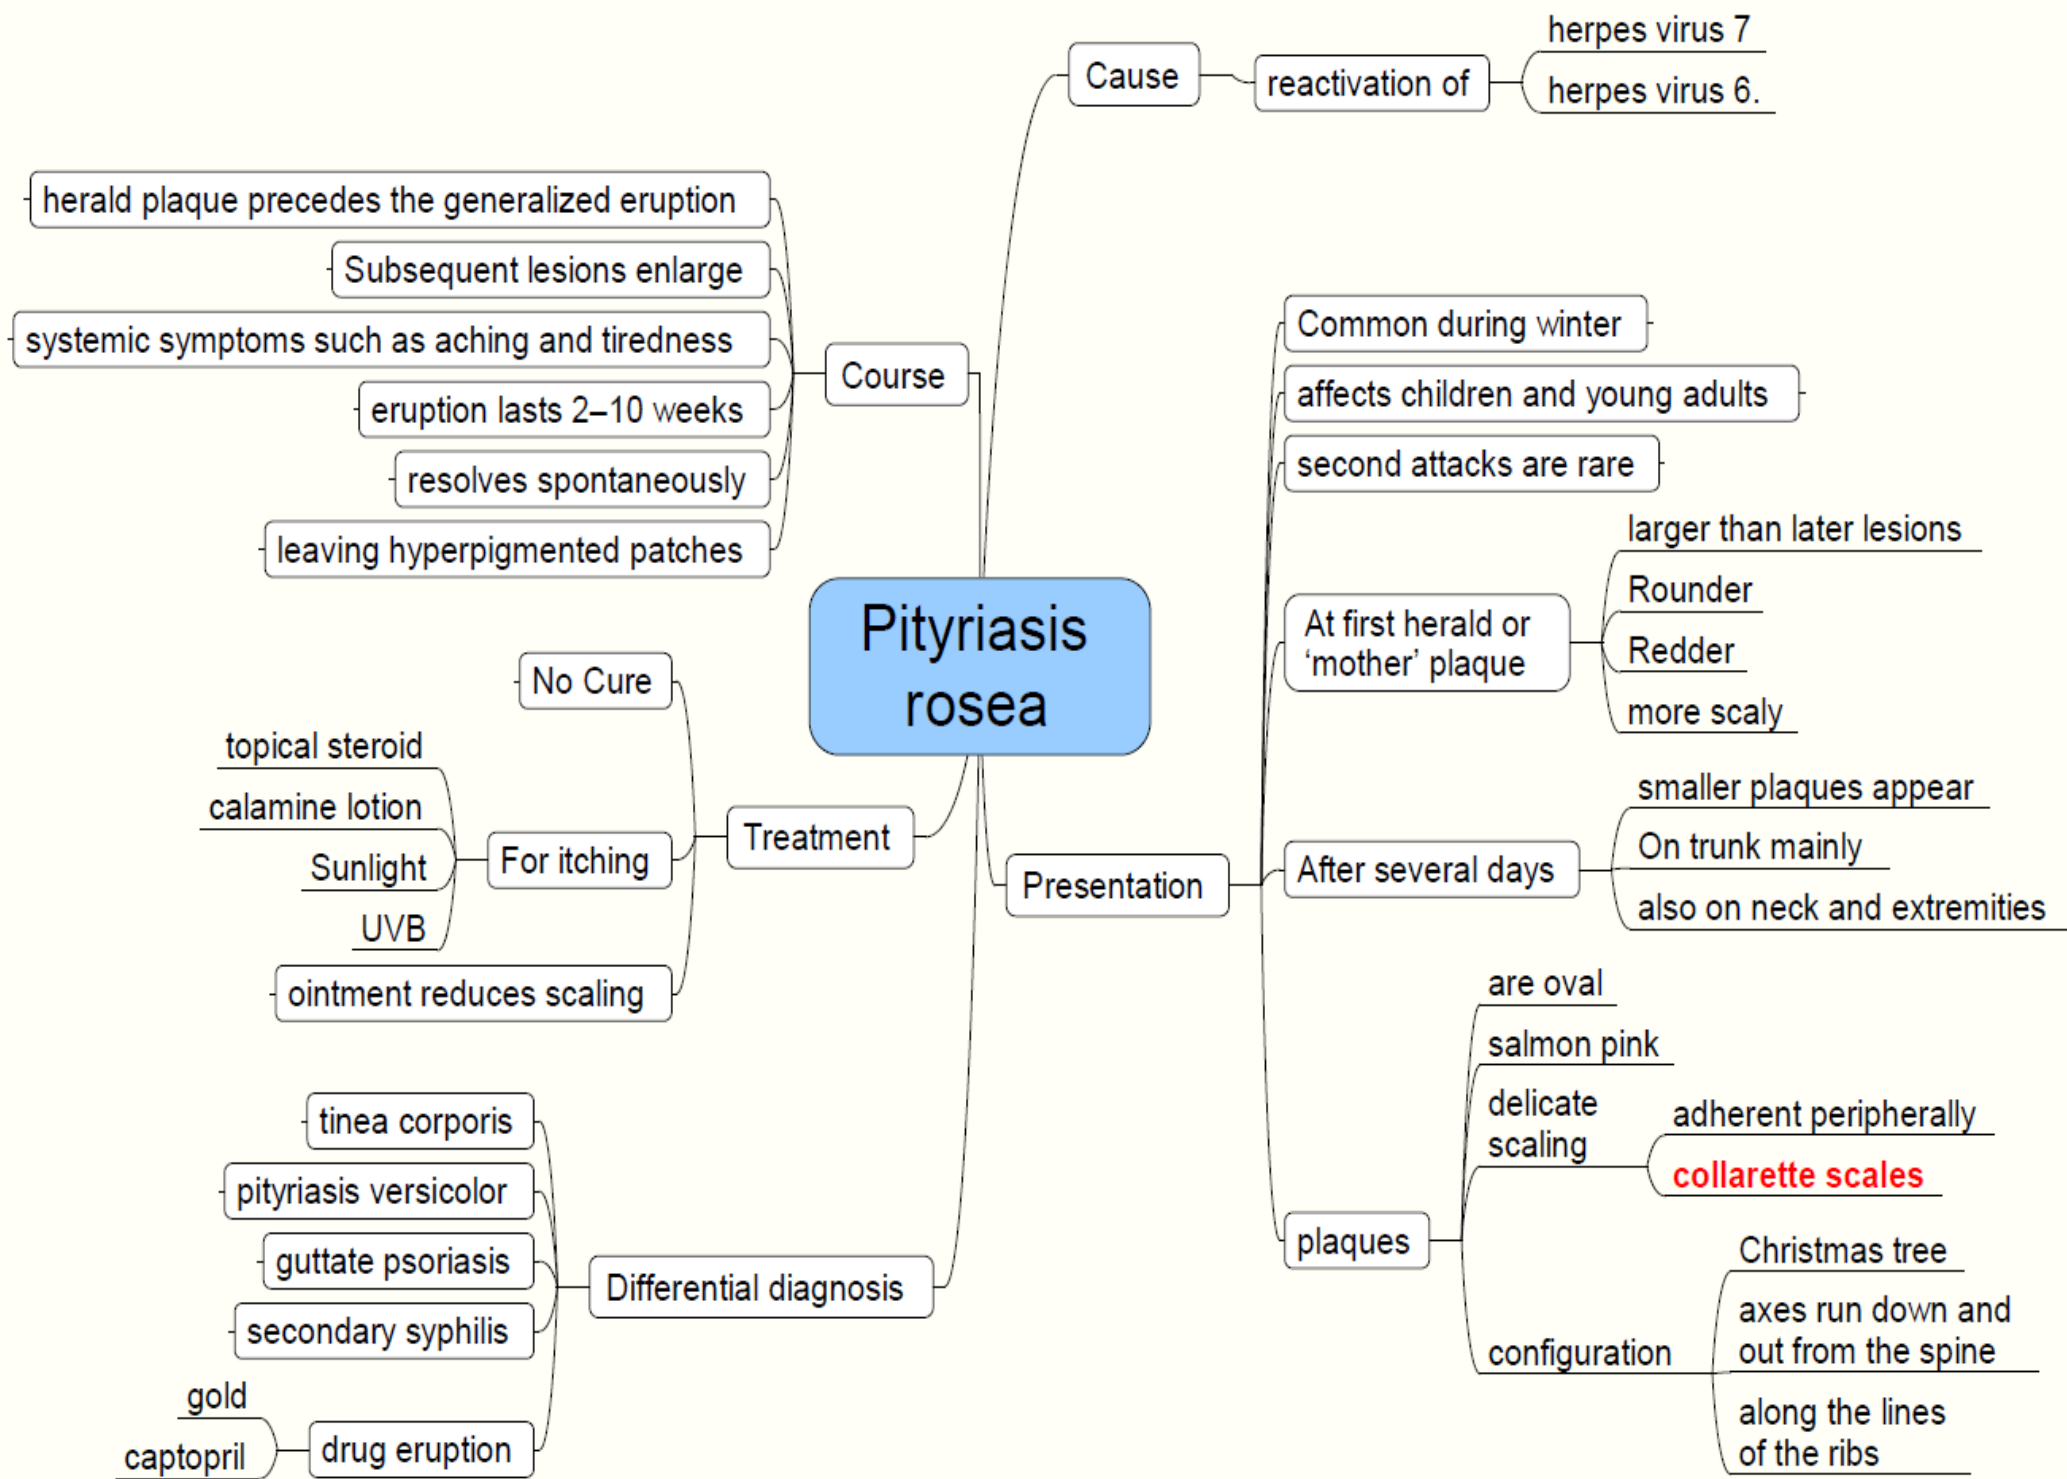 Pityriasis
rosea
Cause
reactivation of
herpes virus 7
herpes virus 6.
Presentation
Common during winter
affects children and young adults
second attacks are rare
At first herald or
‘mother’ plaque
larger than later lesions
Rounder
Redder
more scaly
After several days
smaller plaques appear
On trunk mainly
also on neck and extremities
plaques
are oval
salmon pink
delicate
scaling
adherent peripherally
collarette scales
configuration
Christmas tree
axes run down and
out from the spine
along the lines
of the ribs
Course
herald plaque precedes the generalized eruption
Subsequent lesions enlarge
systemic symptoms such as aching and tiredness
eruption lasts 2–10 weeks
resolves spontaneously
leaving hyperpigmented patches
Treatment
No Cure
For itching
topical steroid
calamine lotion
Sunlight
UVB
ointment reduces scaling
Differential diagnosis
tinea corporis
pityriasis versicolor
guttate psoriasis
secondary syphilis
drug eruption
gold
captopril